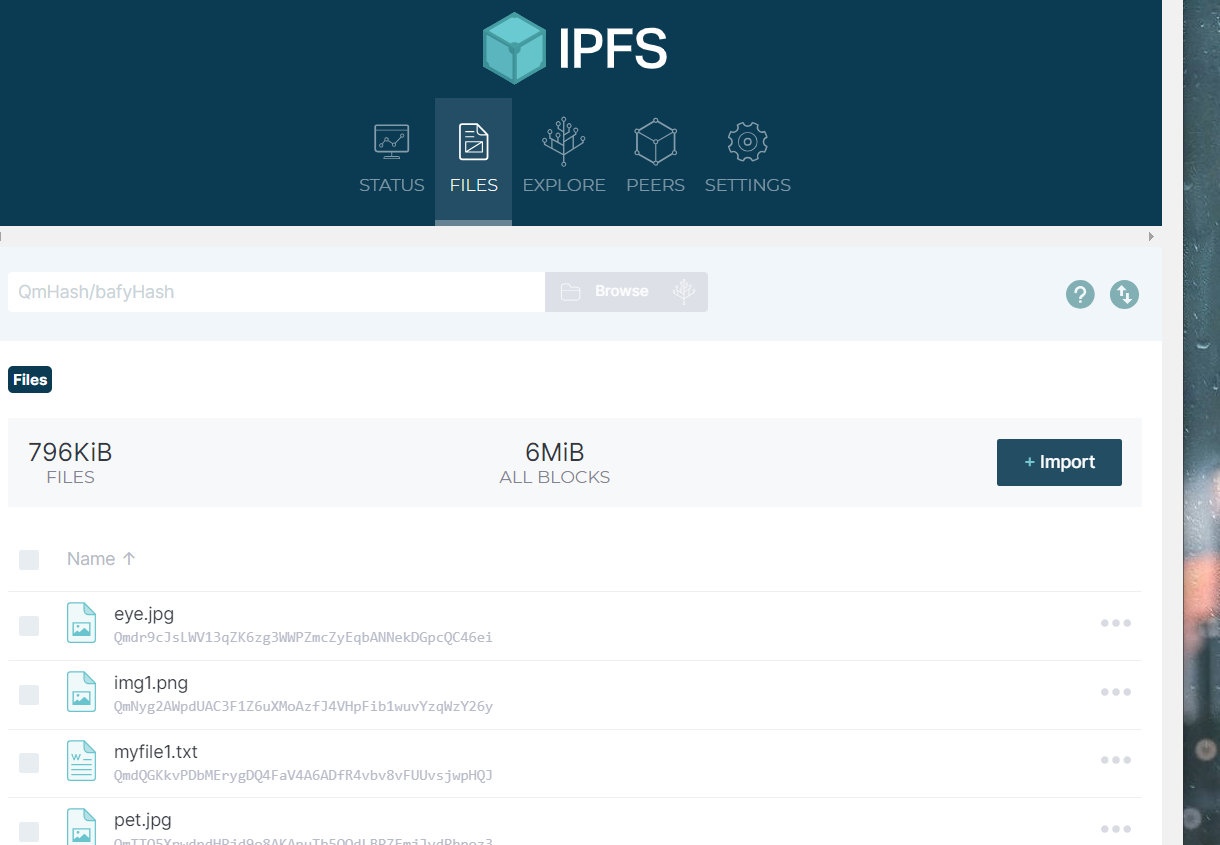 IPFS
STATUS FILES EXPLORE PEERS SETTINGS
QmHash/bafyHash Browse
Files
796KiB 6MiB
FILES ALL BLOCKS
+ Import
Name ↑
eye.jpg
Qmdr9cJsLWV13qZK6zg3WWPZmcZyEqbANNekDGpcQC46ei
img1.png
QmNyg2AWpdUAC3F1Z6uXMoAzfJ4VHpFib1wuvYzqWzY26y
myfile1.txt
QmdQGKkvPDbMErygDQ4FaV4A6ADfR4vbv8vFUUvsjwpHQJ
pet.jpg